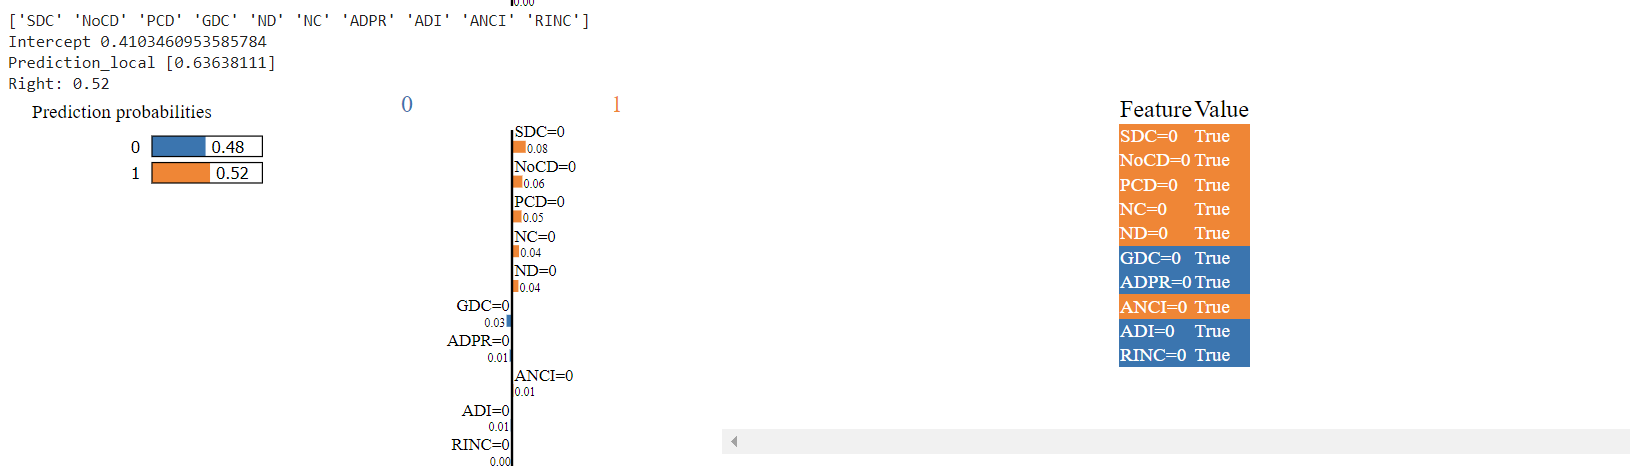 0.00
['SDC' 'NoCD' 'PCD' 'GDC' 'ND' 'NC' 'ADPR' 'ADI' 'ANCI' 'RINC']
Intercept 0.4103460953585784
Prediction_local [0.63638111]
Right: 0.52
Prediction probabilities
0 0.48
1 0.52
0 1
SDC=0
0.08
NoCD=0
0.06
PCD=0
0.05
NC=0
0.04
ND=0
0.04
GDC=0
0.03
ADPR=0
0.01
ANCI=0
0.01
ADI=0
0.01
RINC=0
0.00
Feature Value
SDC=0 True
NoCD=0 True
PCD=0 True
NC=0 True
ND=0 True
GDC=0 True
ADPR=0 True
ANCI=0 True
ADI=0 True
RINC=0 True